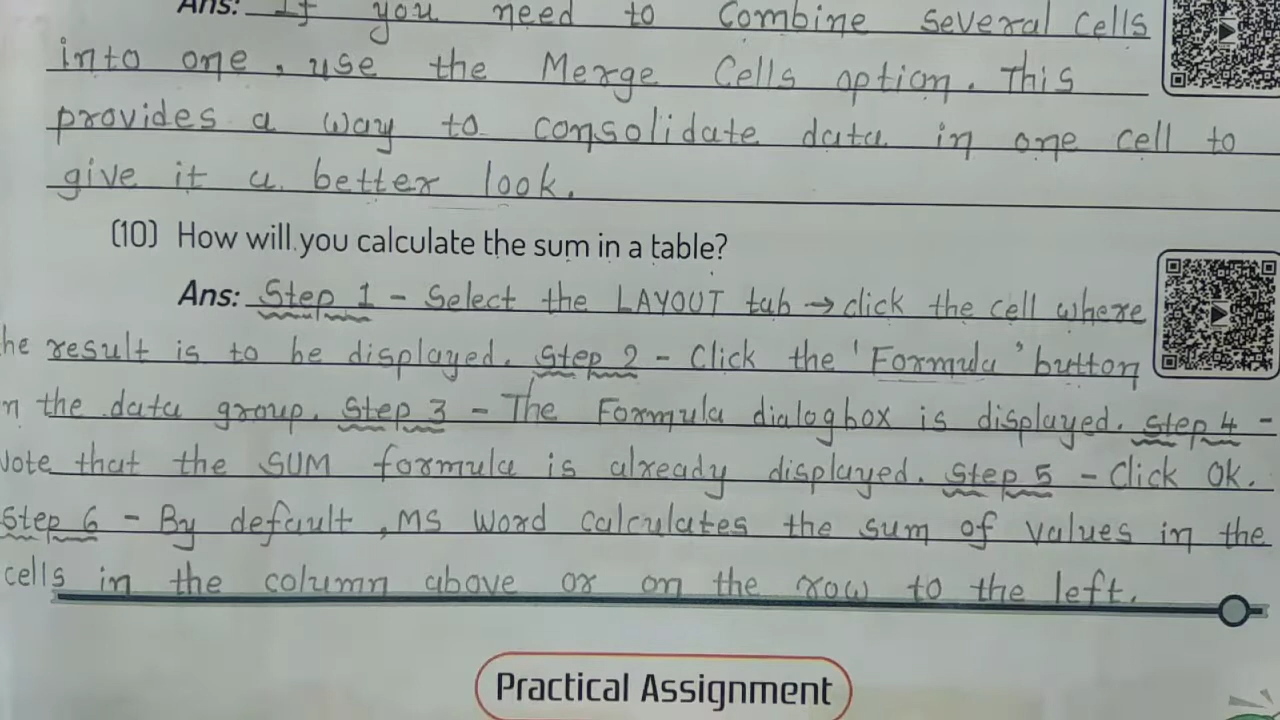 Ans: If you need to Combine several cells
into one, use the Merge Cells option. This
provides a way to consolidate data in one cell to
give it a better look.
(10) How will you calculate the sum in a table?
Ans: Step 1 - Select the LAYOUT tab → click the cell where
he result is to be displayed. Step 2 - Click the 'Formula' button
n the data group. Step 3 - The Formula dialogbox is displayed. Step 4 -
Note that the SUM formula is already displayed. Step 5 - Click Ok.
Step 6 - By default, MS Word calculates the sum of values in the
cells in the column above or on the row to the left.
Practical Assignment